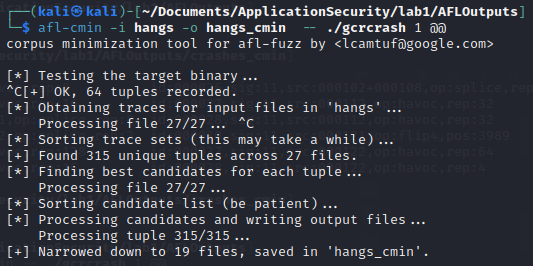 ┌──(kali㉿kali)-[~/Documents/ApplicationSecurity/lab1/AFLOutputs]
└─$ afl-cmin -i hangs -o hangs_cmin -- ./gcrcrash 1 @@
corpus minimization tool for afl-fuzz by <lcamtuf@google.com>
[*] Testing the target binary...
^C[+] OK, 64 tuples recorded.
[*] Obtaining traces for input files in 'hangs'...
Processing file 27/27... ^C
[*] Sorting trace sets (this may take a while)...
[+] Found 315 unique tuples across 27 files.
[*] Finding best candidates for each tuple...
Processing file 27/27...
[*] Sorting candidate list (be patient)...
[*] Processing candidates and writing output files...
Processing tuple 315/315...
[+] Narrowed down to 19 files, saved in 'hangs_cmin'.